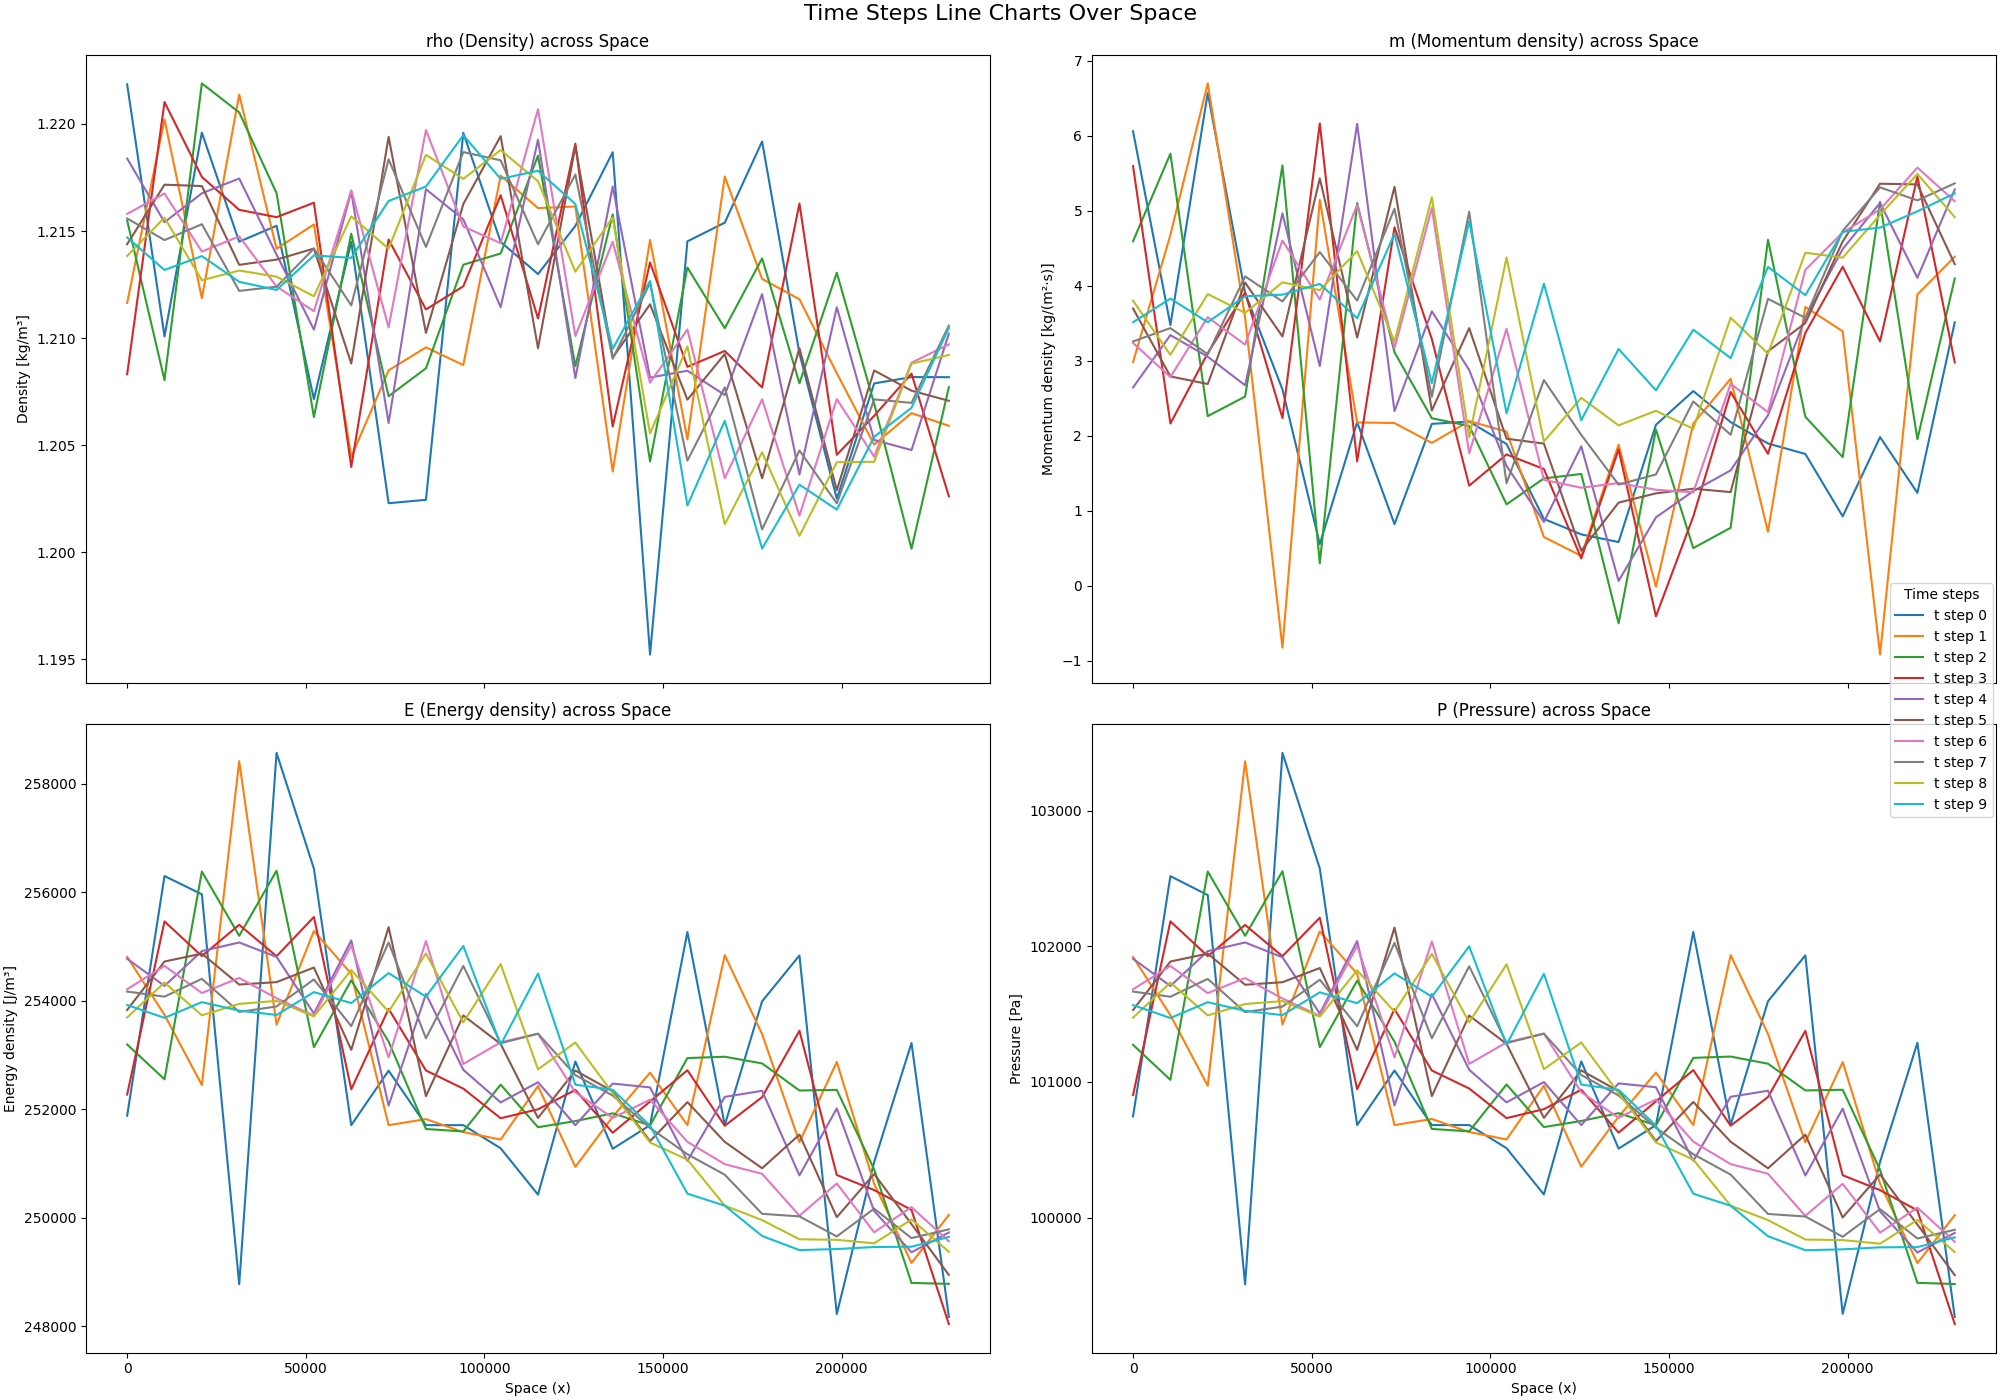 Time Steps Line Charts Over Space
rho (Density) across Space
Density [kg/m³]
1.220
1.215
1.210
1.205
1.200
1.195
m (Momentum density) across Space
Momentum density [kg/(m²·s)]
7
6
5
4
3
2
1
0
−1
Time steps
t step 0
t step 1
t step 2
t step 3
t step 4
t step 5
t step 6
t step 7
t step 8
t step 9
E (Energy density) across Space
Energy density [J/m³]
258000
256000
254000
252000
250000
248000
0 50000 100000 150000 200000
Space (x)
P (Pressure) across Space
Pressure [Pa]
103000
102000
101000
100000
0 50000 100000 150000 200000
Space (x)